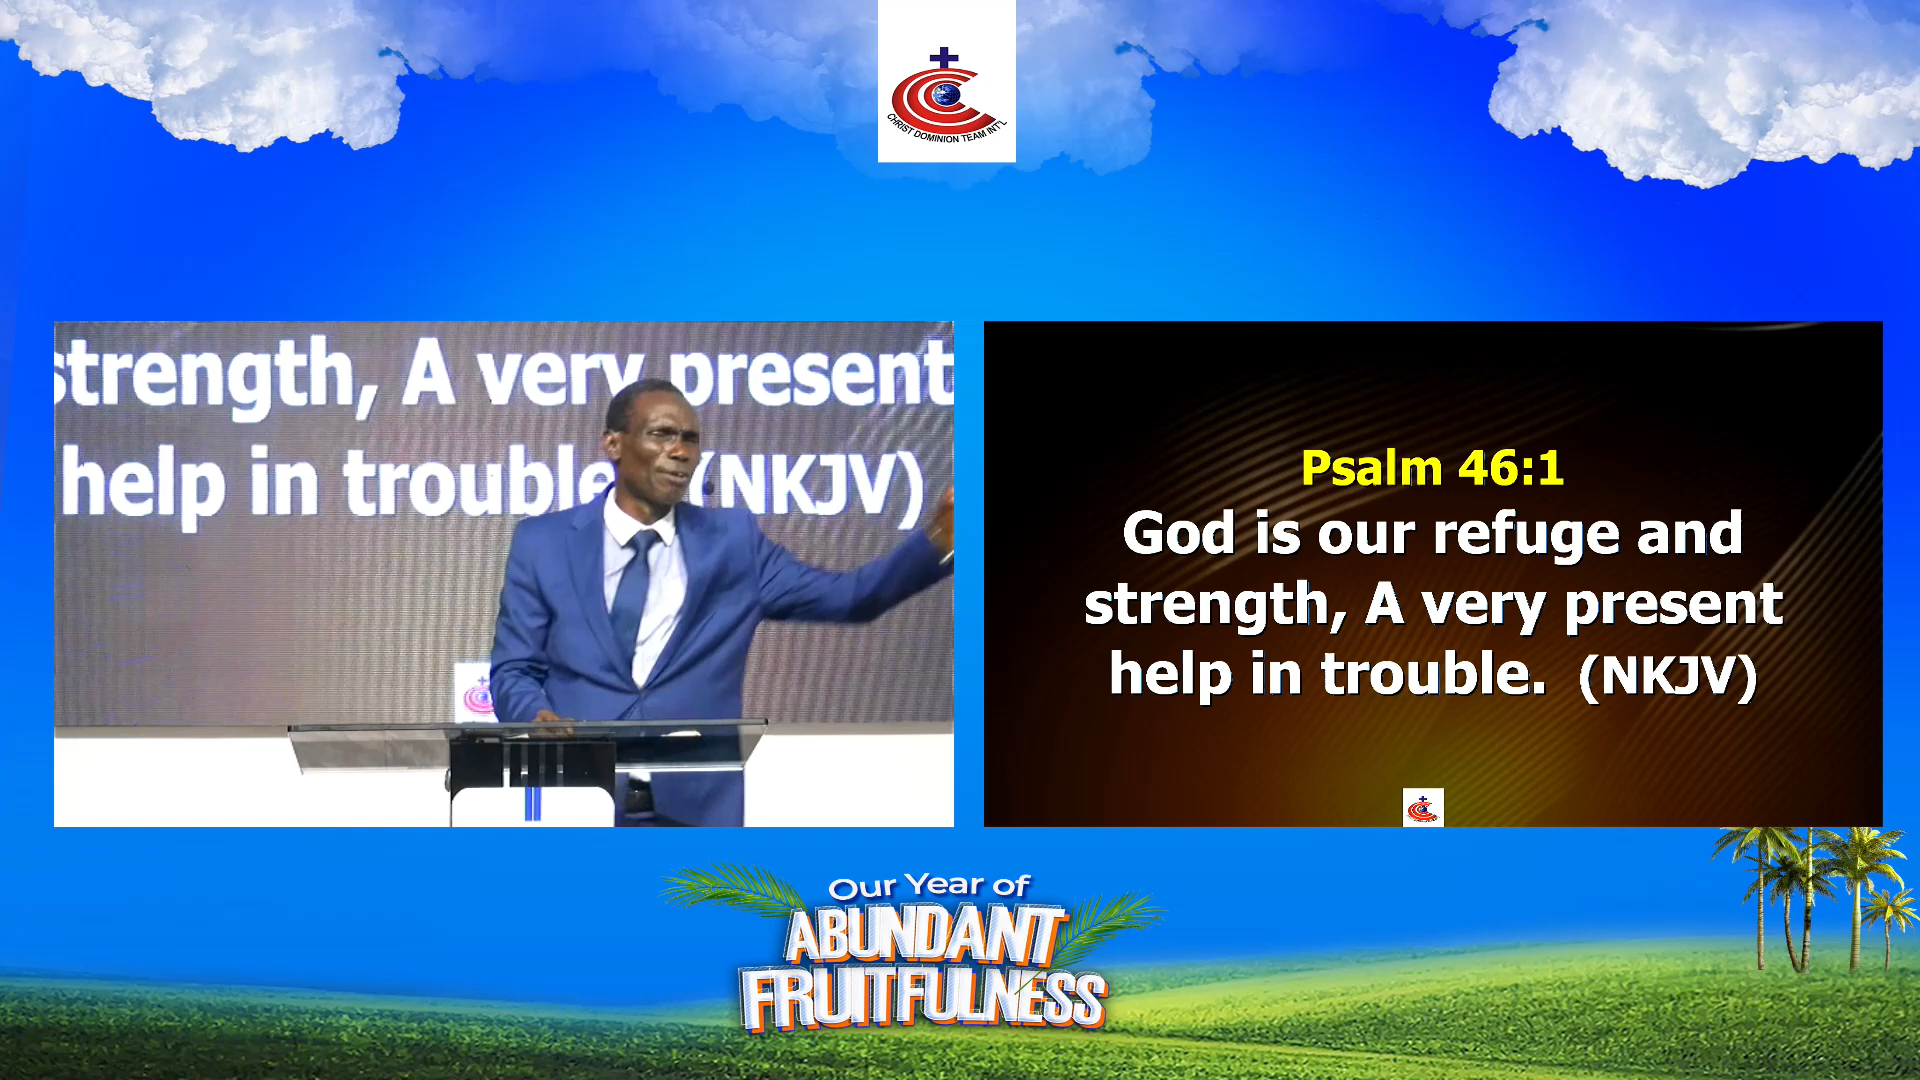 CHRIST DOMINION TEAM INT'L
strength, A very present
help in trouble. (NKJV)
Psalm 46:1
God is our refuge and
strength, A very present
help in trouble. (NKJV)
Our Year of
ABUNDANT
FRUITFULNESS